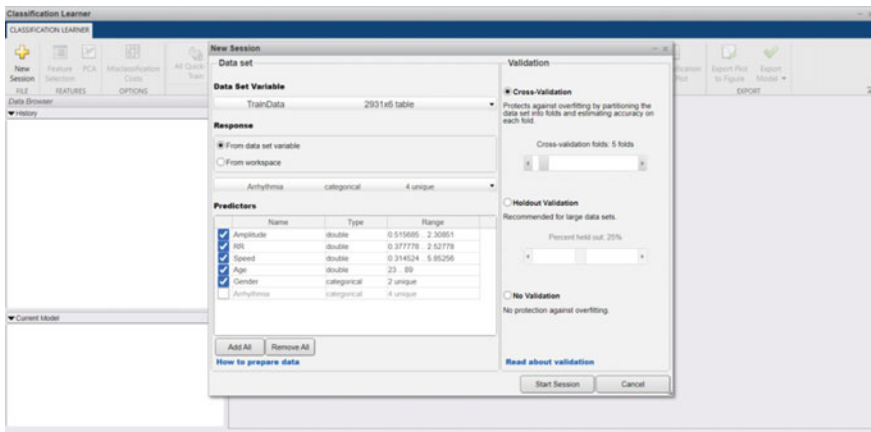 Classification Learner
CLASSIFICATION LEARNER
New Session
Feature Selection
PCA
Misclassification Costs
All Quick-
Train
Export Plot to Figure
Export Model
FILE
FEATURES
OPTIONS
EXPORT
Data Browser
History
Current Model
New Session
Data set
Data Set Variable
TrainData 2931x6 table
Response
From data set variable
From workspace
Arrhythmia categorical 4 unique
Predictors
Name Type Range
Amplitude double 0.515685 .. 2.30851
RR double 0.377778 .. 2.52778
Speed double 0.314524 .. 5.85256
Age double 23 .. 89
Gender categorical 2 unique
Arrhythmia categorical 4 unique
Add All
Remove All
How to prepare data
Validation
Cross-Validation
Protects against overfitting by partitioning the
data set into folds and estimating accuracy on
each fold.
Cross-validation folds: 5 folds
Holdout Validation
Recommended for large data sets.
Percent held out: 25%
No Validation
No protection against overfitting.
Read about validation
Start Session
Cancel